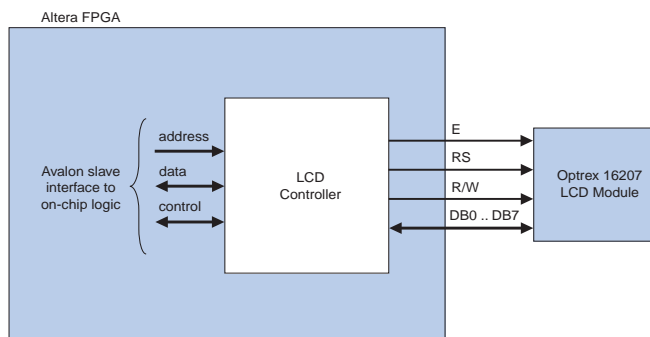 Altera FPGA
Avalon slave
interface to
on-chip logic
address
data
control
LCD
Controller
E
RS
R/W
DB0 .. DB7
Optrex 16207
LCD Module